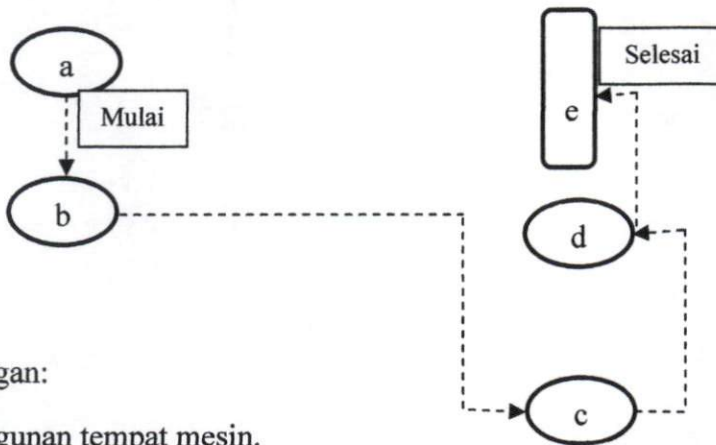 a
Mulai
b
Selesai
e
d
c
gan:
gunan tempat mesin.